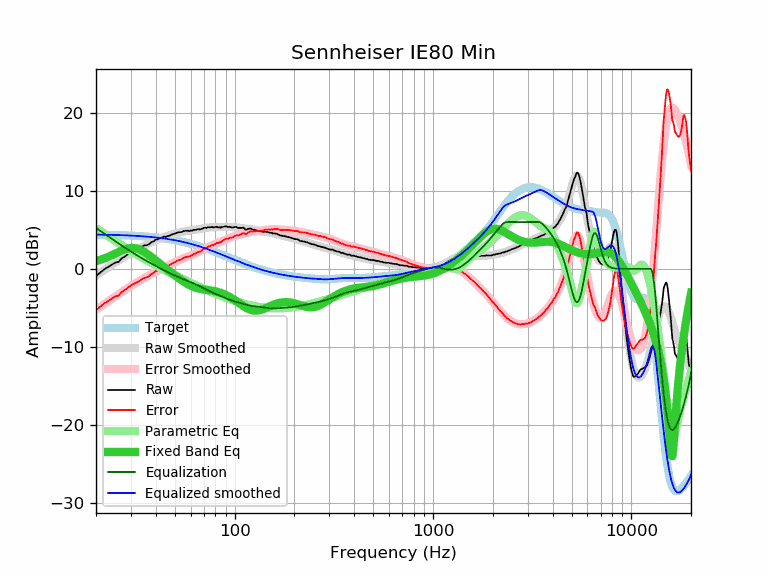 Sennheiser IE80 Min
20
10
0
−10
−20
−30
Amplitude (dBr)
Target
Raw Smoothed
Error Smoothed
Raw
Error
Parametric Eq
Fixed Band Eq
Equalization
Equalized smoothed
100
1000
10000
Frequency (Hz)